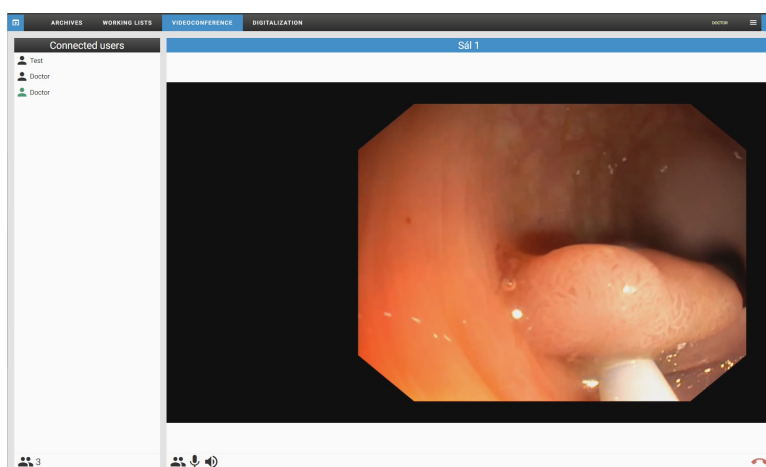 ARCHIVES WORKING LISTS VIDEOCONFERENCE DIGITALIZATION DOCTOR
Connected users
Sál 1
Test
Doctor
Doctor
3